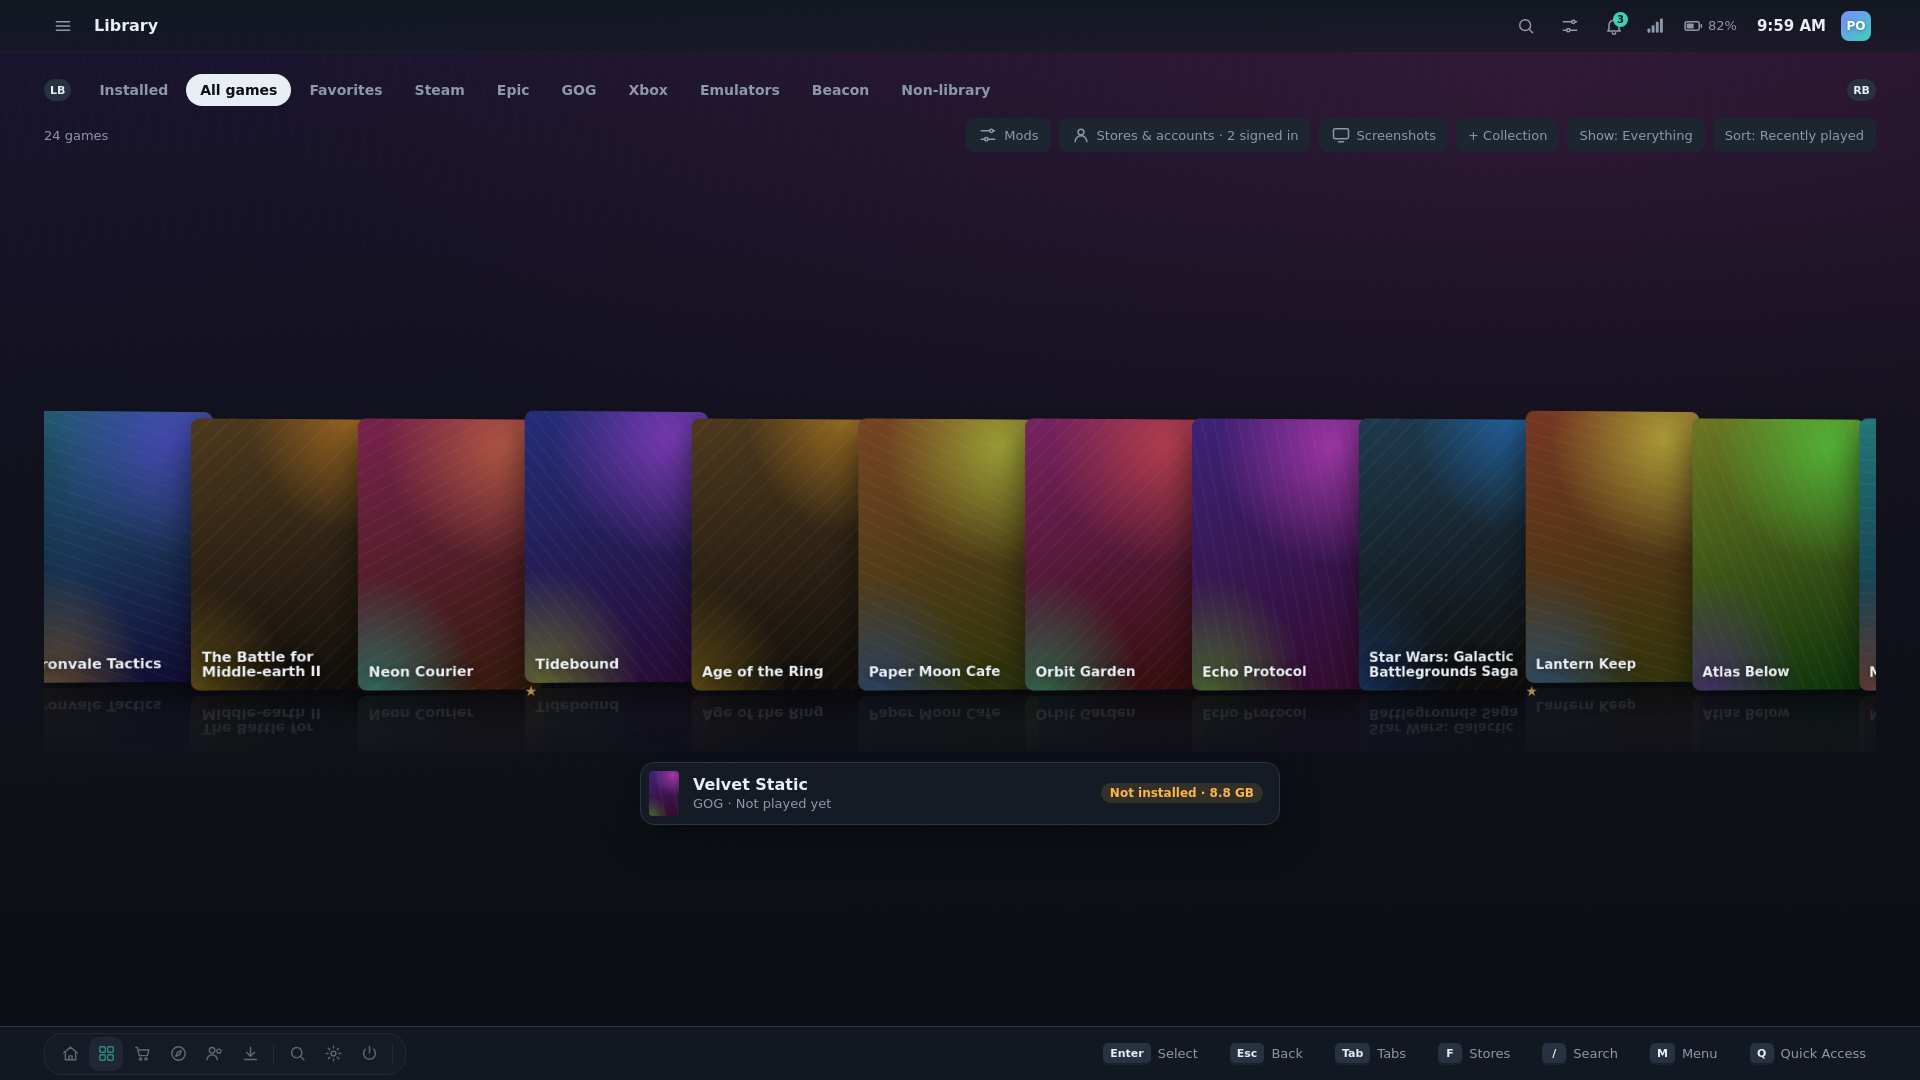 Library
3
82%
9:59 AM
PO
LB
Installed
All games
Favorites
Steam
Epic
GOG
Xbox
Emulators
Beacon
Non-library
RB
24 games
Mods
Stores & accounts · 2 signed in
Screenshots
+ Collection
Show: Everything
Sort: Recently played
ronvale Tactics
The Battle for
Middle-earth II
Neon Courier
Tidebound
Age of the Ring
Paper Moon Cafe
Orbit Garden
Echo Protocol
Star Wars: Galactic
Battlegrounds Saga
Lantern Keep
Atlas Below
Velvet Static
GOG · Not played yet
Not installed · 8.8 GB
Enter Select
Esc Back
Tab Tabs
F Stores
/ Search
M Menu
Q Quick Access